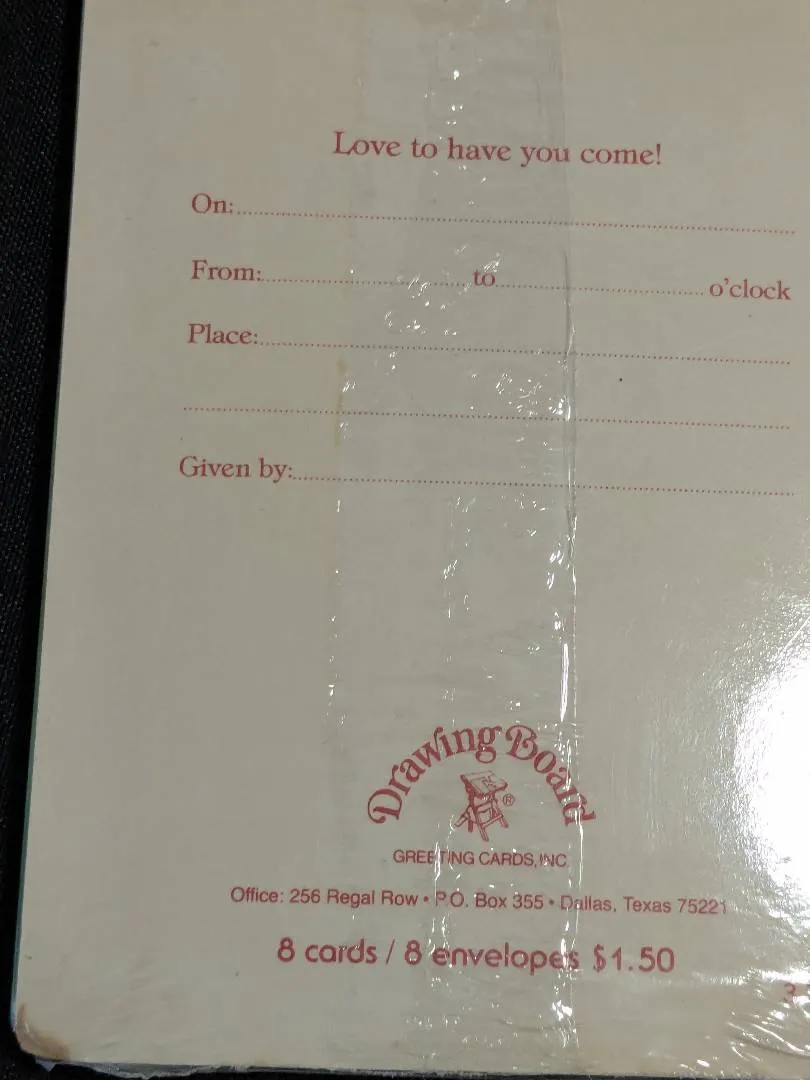 Love to have you come!
On:
From: to o'clock
Place:
Given by:
Drawing Board
®
GREETING CARDS, INC.
Office: 256 Regal Row • P.O. Box 355 • Dallas, Texas 75221
8 cards / 8 envelopes $1.50